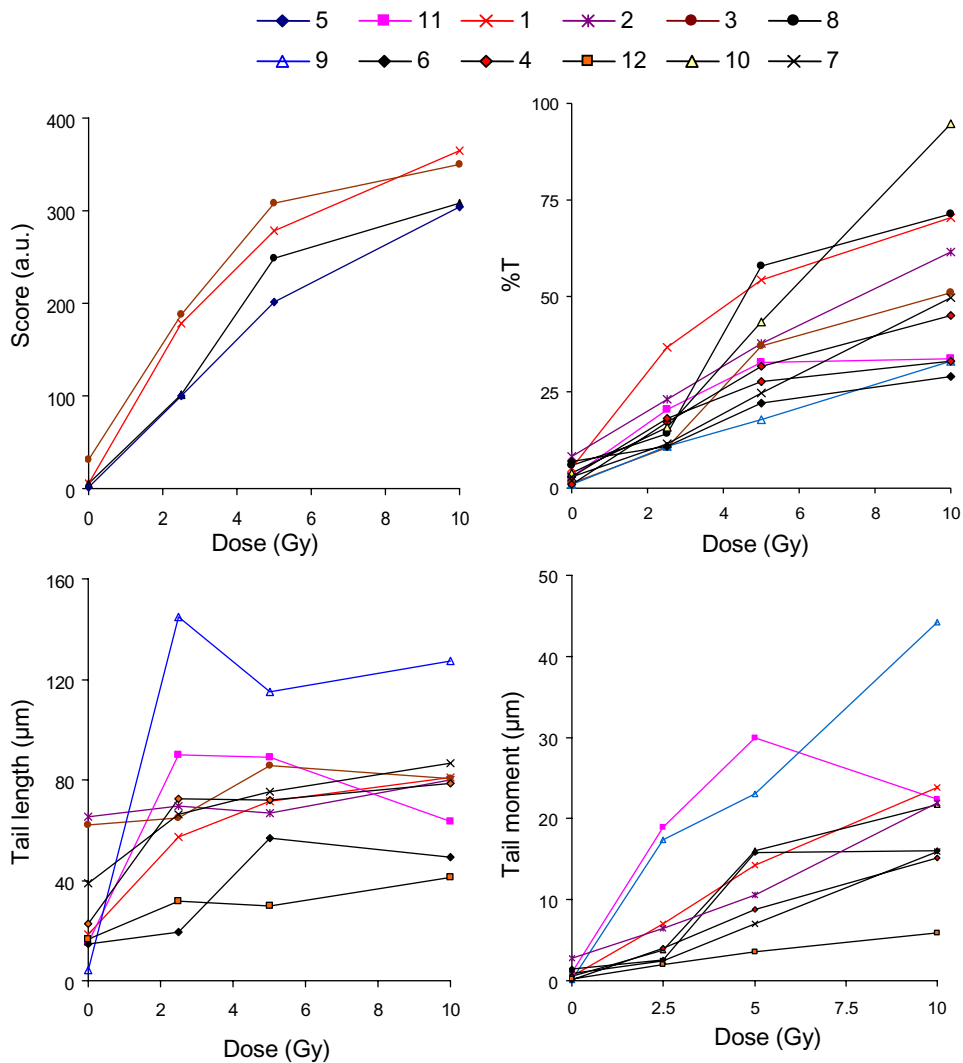 5 11 1 2 3 8
9 6 4 12 10 7
400
300
200
100
0
0 2 4 6 8 10
Score (a.u.)
Dose (Gy)
100
75
50
25
0
0 2 4 6 8 10
%T
Dose (Gy)
160
120
80
40
0
0 2 4 6 8 10
Tail length (µm)
Dose (Gy)
50
40
30
20
10
0
0 2.5 5 7.5 10
Tail moment (µm)
Dose (Gy)